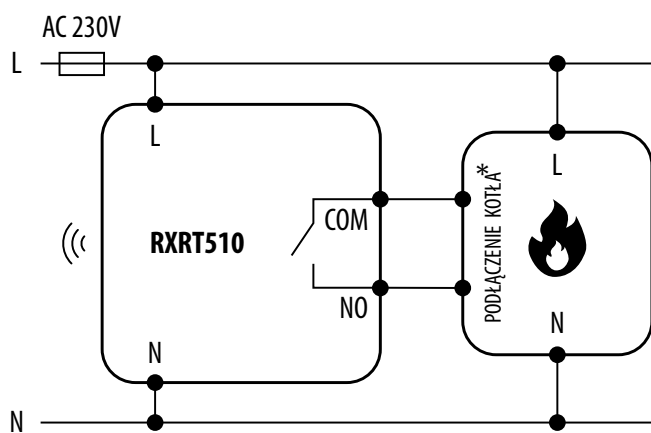 AC 230V
L
L
RXRT510
COM
NO
N
PODŁĄCZENIE KOTŁA*
L
N
N